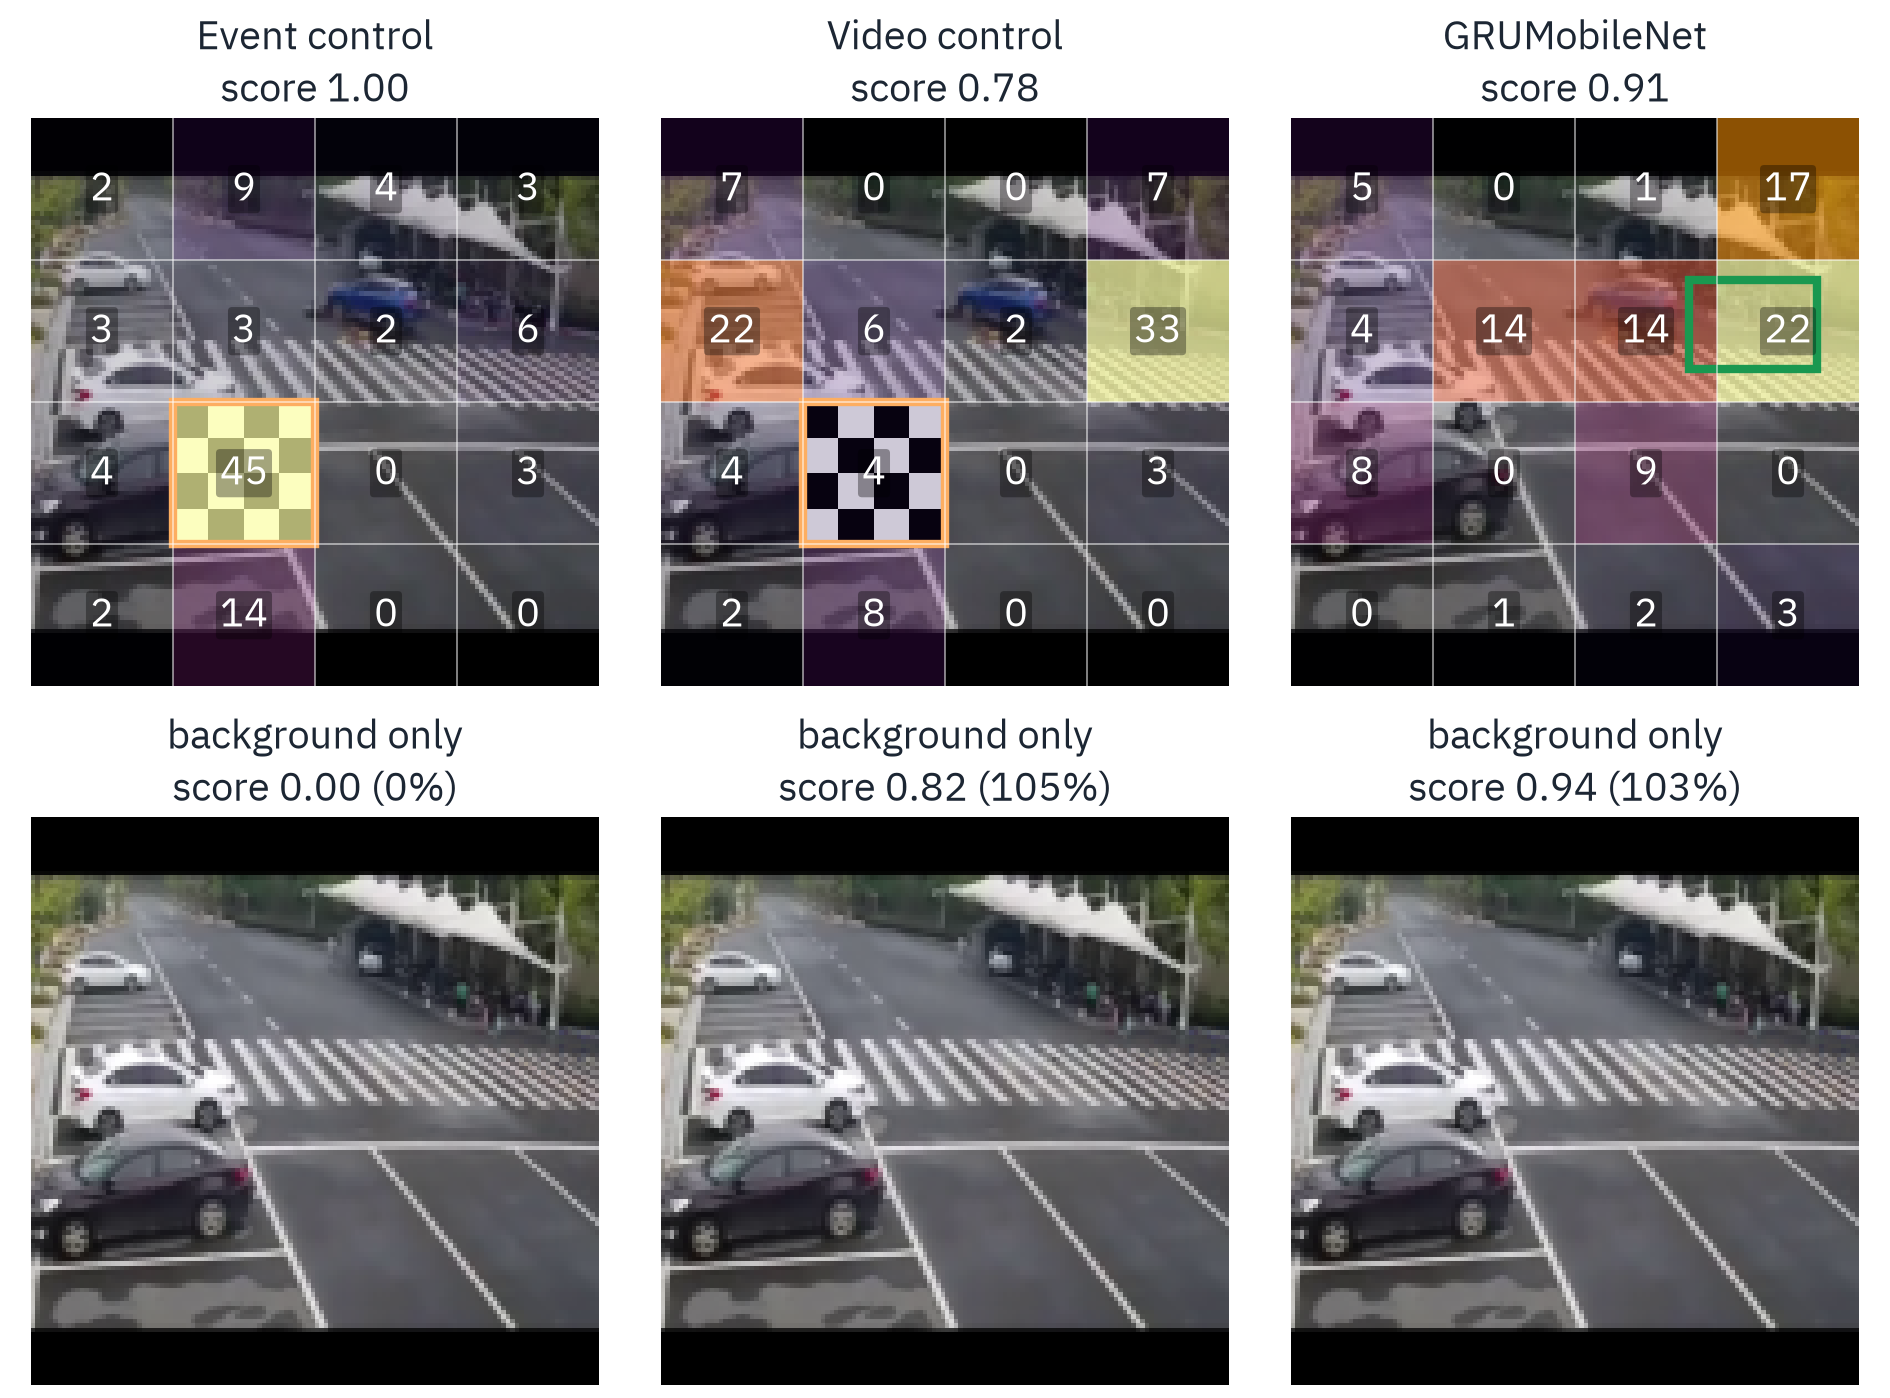 Event control
score 1.00
Video control
score 0.78
GRUMobileNet
score 0.91
2 9 4 3
3 3 2 6
4 45 0 3
2 14 0 0
7 0 0 7
22 6 2 33
4 4 0 3
2 8 0 0
5 0 1 17
4 14 14 22
8 0 9 0
0 1 2 3
background only
score 0.00 (0%)
background only
score 0.82 (105%)
background only
score 0.94 (103%)